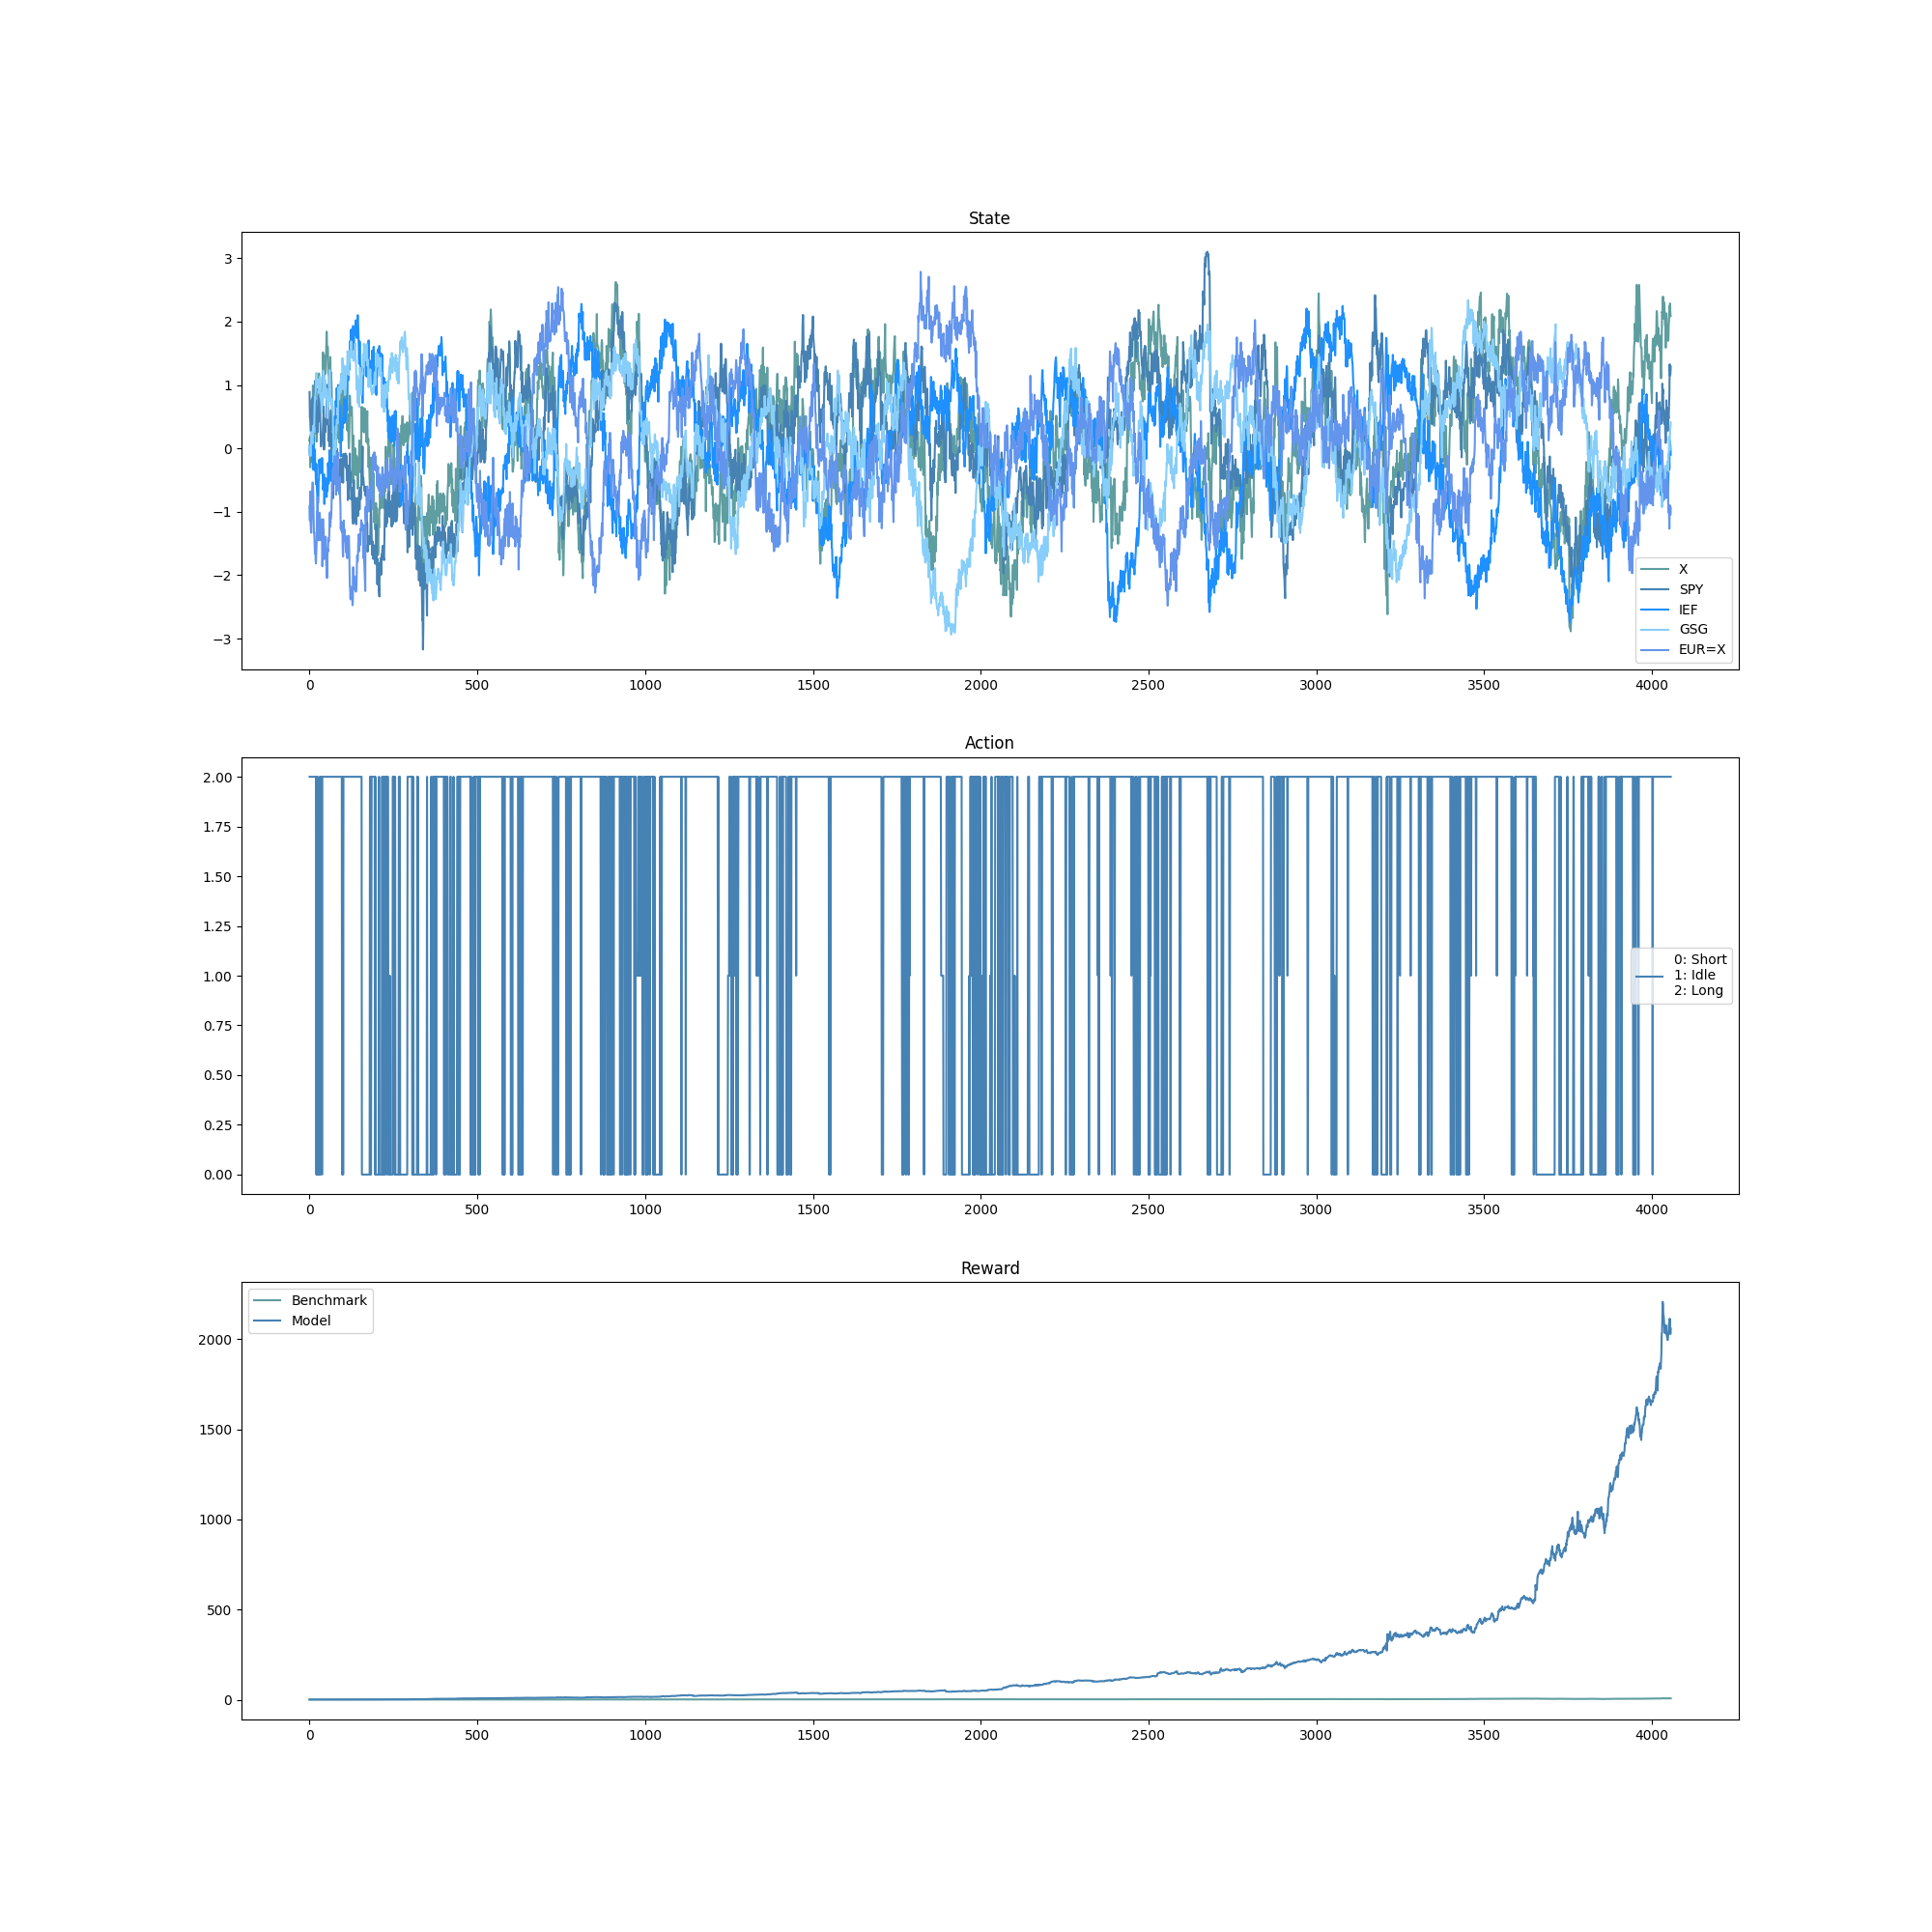 State
3
2
1
0
−1
−2
−3
X
SPY
IEF
GSG
EUR=X
0 500 1000 1500 2000 2500 3000 3500 4000
Action
2.00
1.75
1.50
1.25
1.00
0.75
0.50
0.25
0.00
0: Short
1: Idle
2: Long
0 500 1000 1500 2000 2500 3000 3500 4000
Reward
Benchmark
Model
2000
1500
1000
500
0
0 500 1000 1500 2000 2500 3000 3500 4000